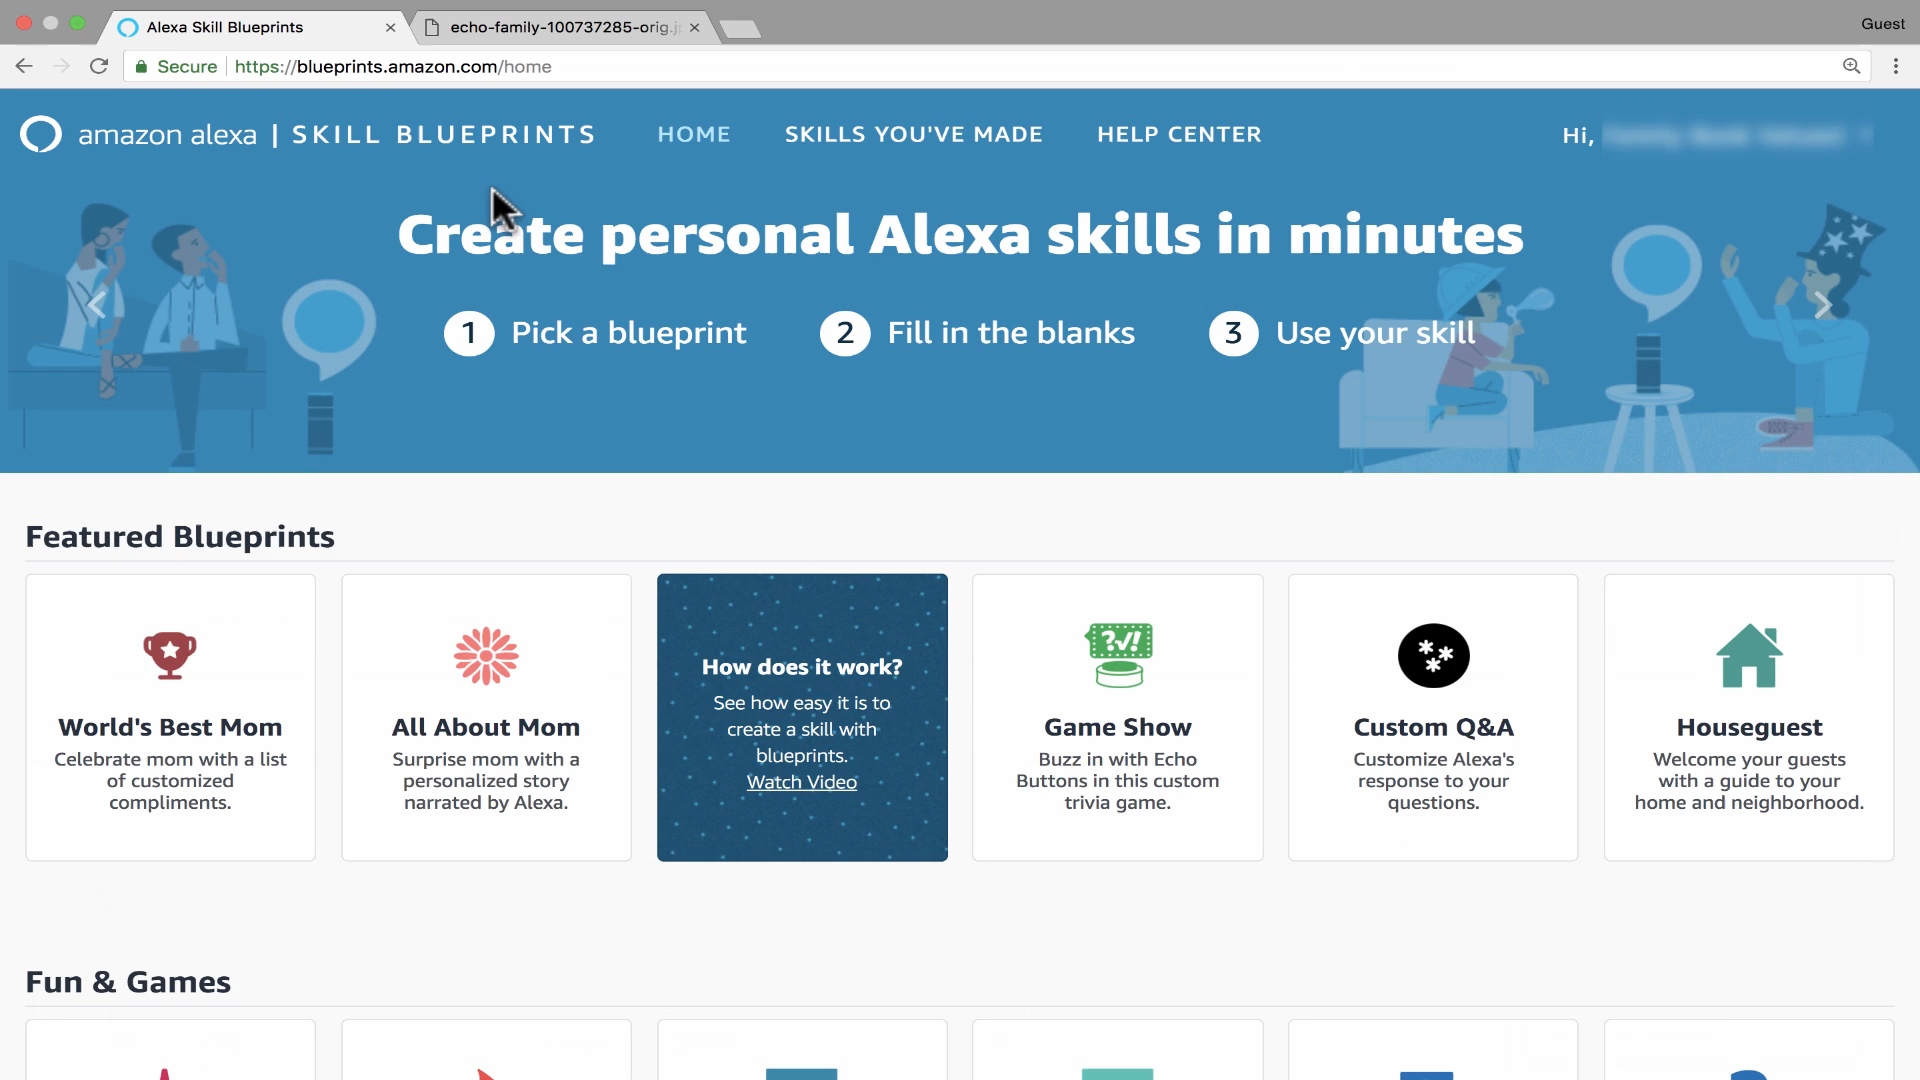 Alexa Skill Blueprints
echo-family-100737285-orig.j
Guest
Secure https://blueprints.amazon.com/home
amazon alexa | SKILL BLUEPRINTS HOME SKILLS YOU'VE MADE HELP CENTER Hi,
Create personal Alexa skills in minutes
1 Pick a blueprint 2 Fill in the blanks 3 Use your skill
Featured Blueprints
World's Best Mom
Celebrate mom with a list
of customized
compliments.
All About Mom
Surprise mom with a
personalized story
narrated by Alexa.
How does it work?
See how easy it is to
create a skill with
blueprints.
Watch Video
?√!
Game Show
Buzz in with Echo
Buttons in this custom
trivia game.
Custom Q&A
Customize Alexa's
response to your
questions.
Houseguest
Welcome your guests
with a guide to your
home and neighborhood.
Fun & Games